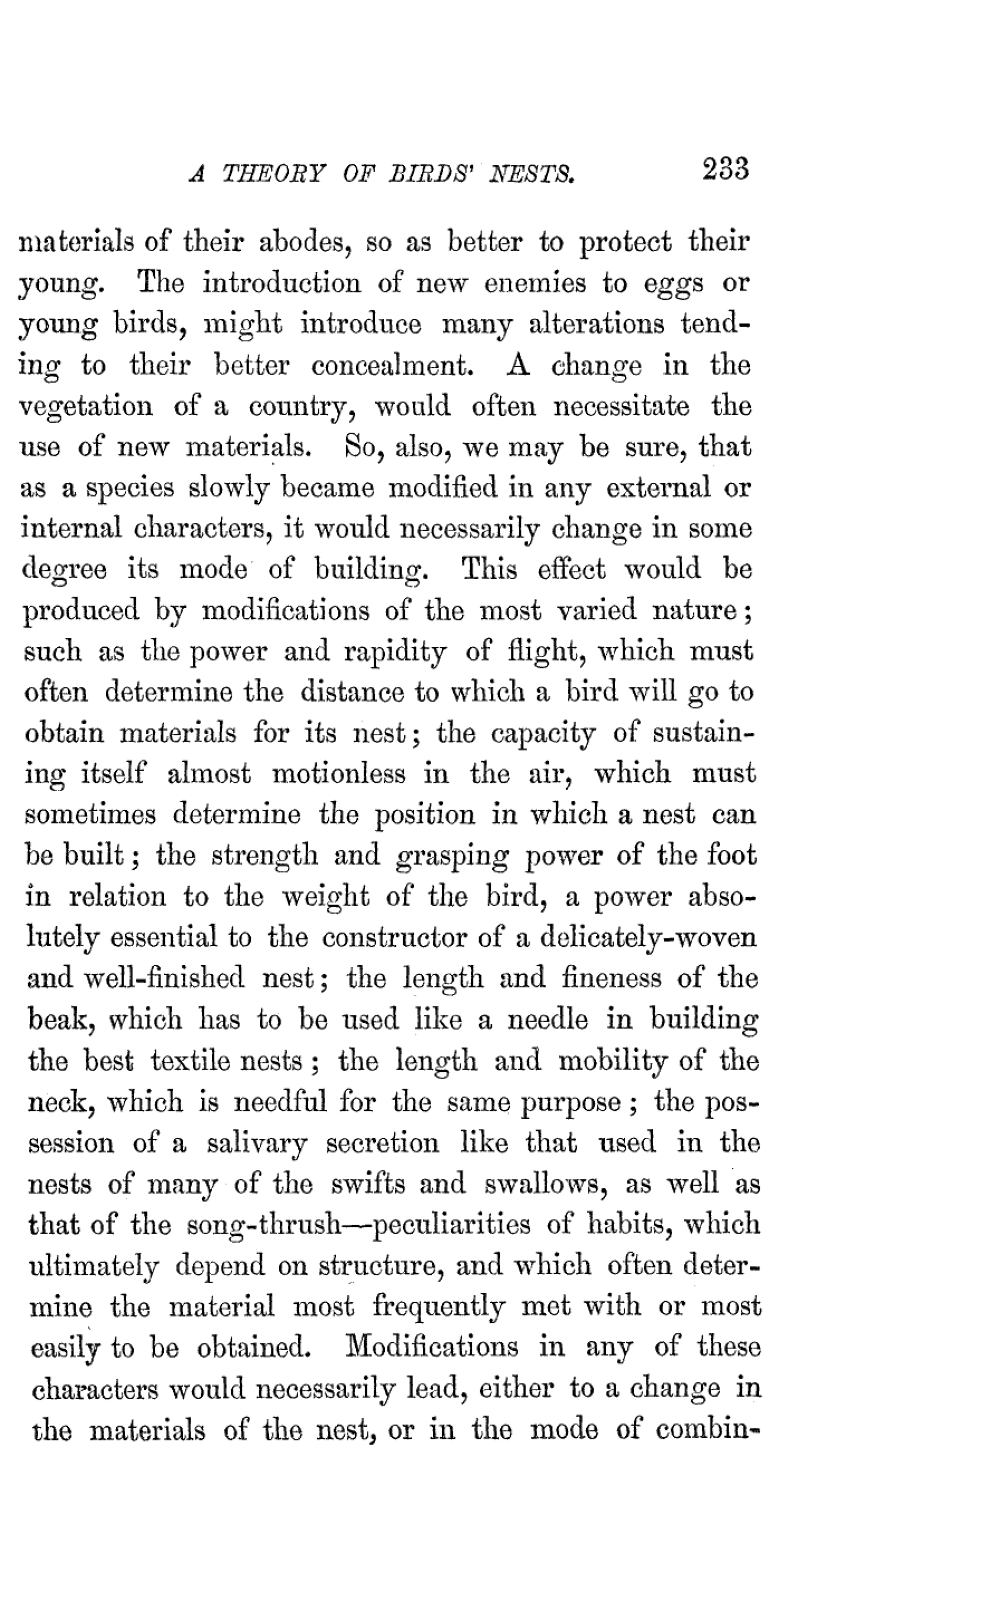 A THEORY OF BIRDS' NESTS. 233
materials of their abodes, so as better to protect their
young. The introduction of new enemies to eggs or
young birds, might introduce many alterations tend-
ing to their better concealment. A change in the
vegetation of a country, would often necessitate the
use of new materials. So, also, we may be sure, that
as a species slowly became modified in any external or
internal characters, it would necessarily change in some
degree its mode of building. This effect would be
produced by modifications of the most varied nature;
such as the power and rapidity of flight, which must
often determine the distance to which a bird will go to
obtain materials for its nest; the capacity of sustain-
ing itself almost motionless in the air, which must
sometimes determine the position in which a nest can
be built; the strength and grasping power of the foot
in relation to the weight of the bird, a power abso-
lutely essential to the constructor of a delicately-woven
and well-finished nest; the length and fineness of the
beak, which has to be used like a needle in building
the best textile nests; the length and mobility of the
neck, which is needful for the same purpose; the pos-
session of a salivary secretion like that used in the
nests of many of the swifts and swallows, as well as
that of the song-thrush—peculiarities of habits, which
ultimately depend on structure, and which often deter-
mine the material most frequently met with or most
easily to be obtained. Modifications in any of these
characters would necessarily lead, either to a change in
the materials of the nest, or in the mode of combin-